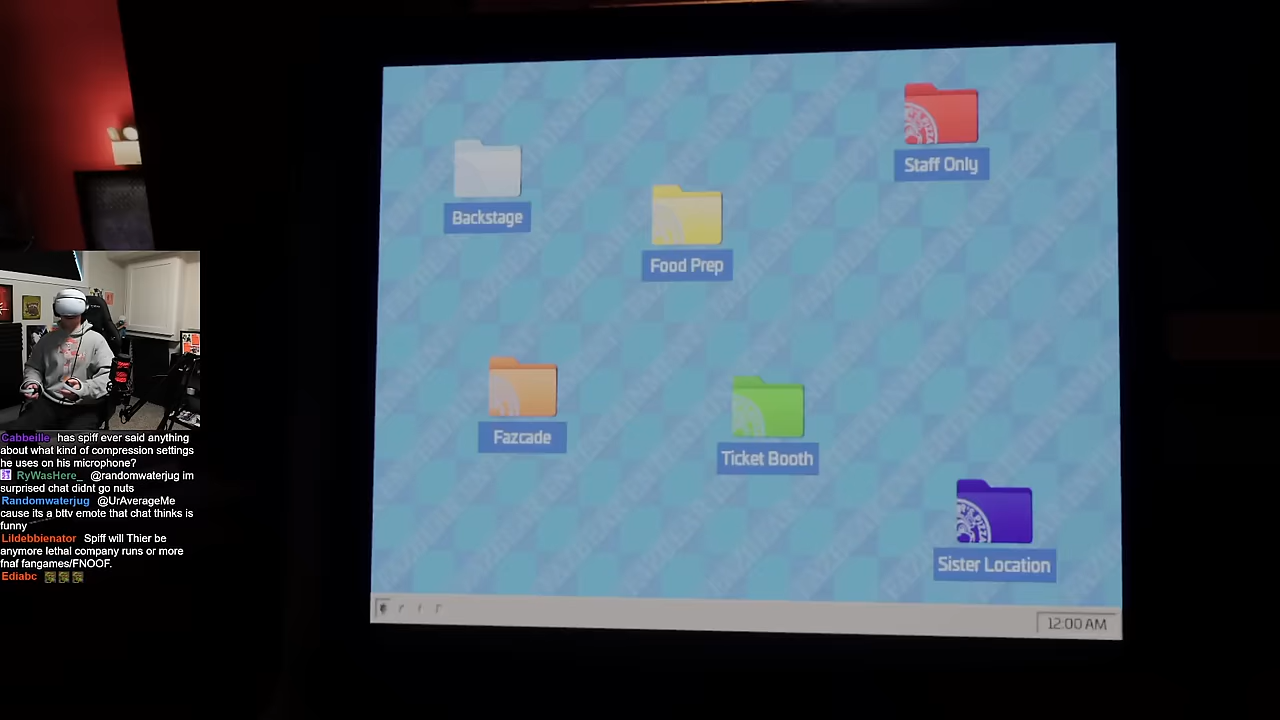 Staff Only
Backstage
Food Prep
Fazcade
Ticket Booth
Sister Location
12:00 AM
Cabbeille has spiff ever said anything
about what kind of compression settings
he uses on his microphone?
RyWasHere_ @randomwaterjug im
surprised chat didnt go nuts
Randomwaterjug @UrAverageMe
cause its a bttv emote that chat thinks is
funny
Lildebbienator Spiff will Thier be
anymore lethal company runs or more
fnaf fangames/FNOOF.
Ediabc